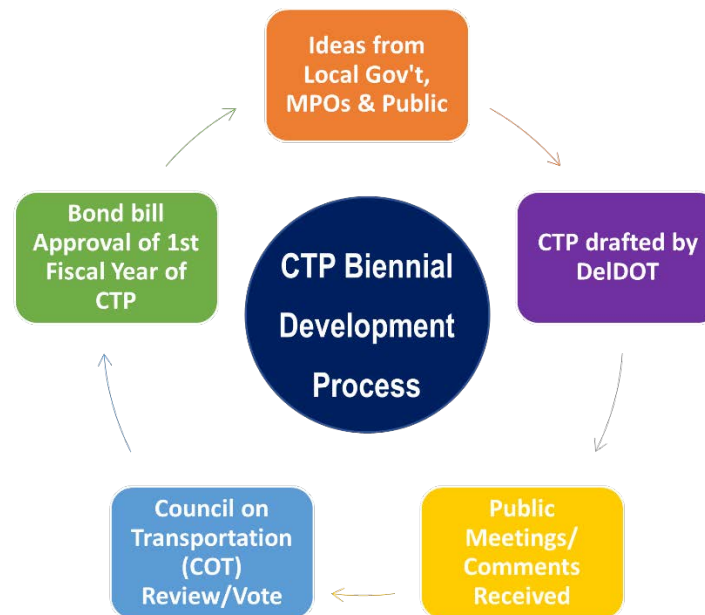 Ideas from
Local Gov't,
MPOs & Public
Bond bill
Approval of 1st
Fiscal Year of
CTP
CTP Biennial
Development
Process
CTP drafted by
DelDOT
Council on
Transportation
(COT)
Review/Vote
Public
Meetings/
Comments
Received